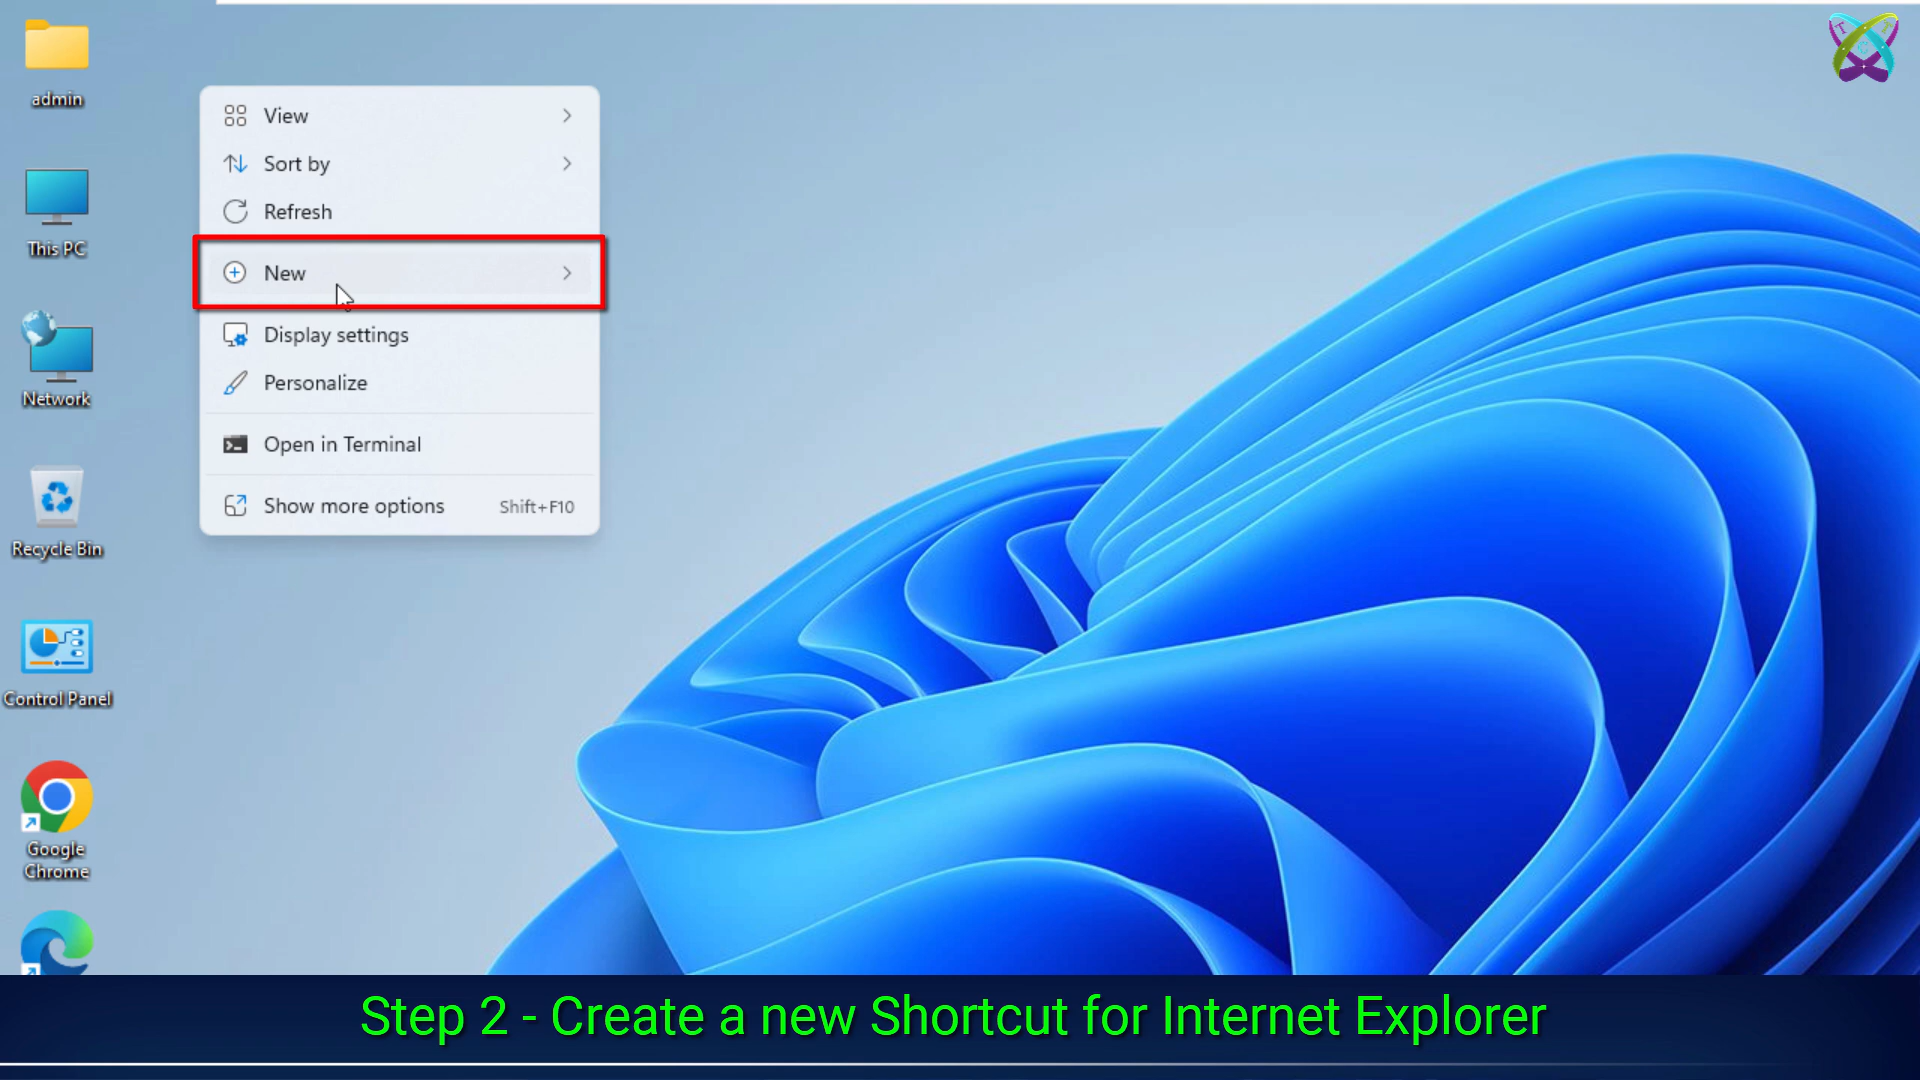 admin
This PC
Network
Recycle Bin
Control Panel
Google
Chrome
View
Sort by
Refresh
New
Display settings
Personalize
Open in Terminal
Show more options Shift+F10
Step 2 - Create a new Shortcut for Internet Explorer